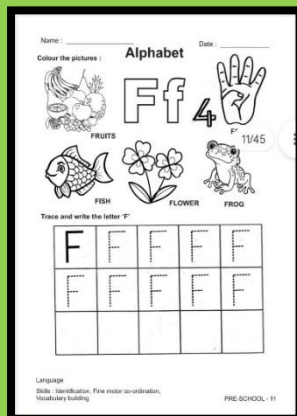 Name :
Date :
Alphabet
Colour the pictures :
Ff
4
FRUITS
F
11/45
FISH
FLOWER
FROG
Trace and write the letter 'F'
F F F F F
F F F F F
Language
Skills : Identification, Fine motor co-ordination,
Vocabulary building
PRE-SCHOOL - 11